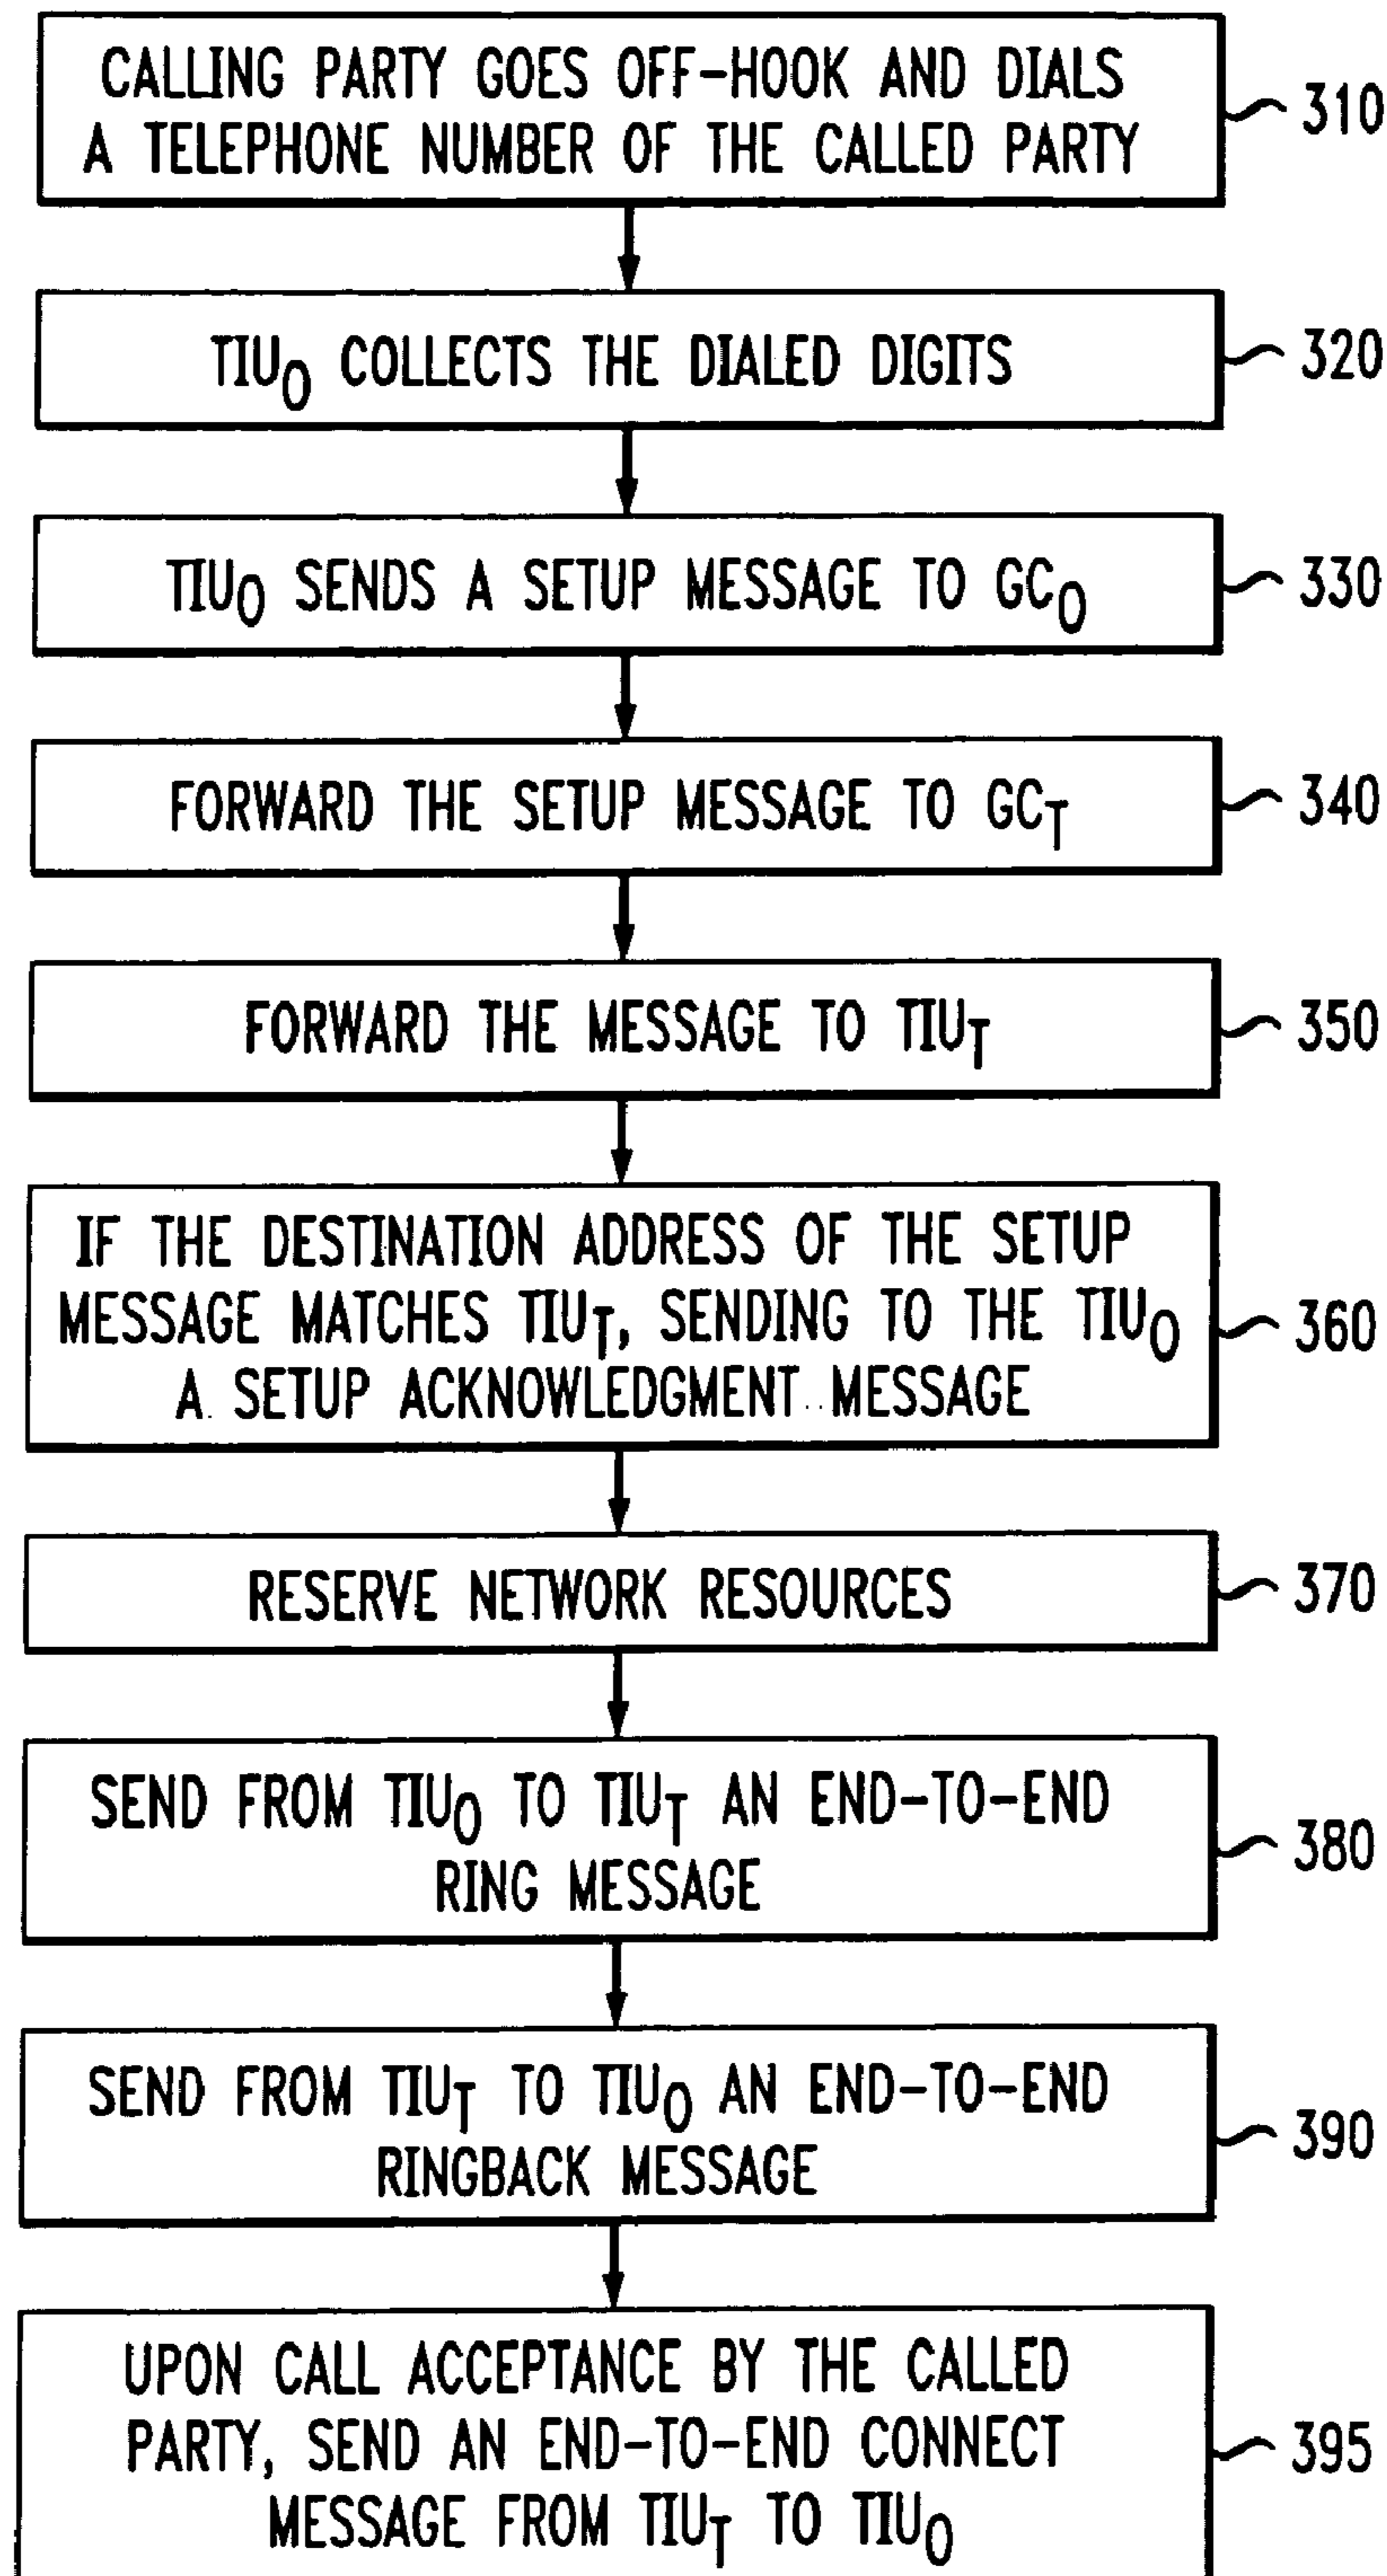 CALLING PARTY GOES OFF-HOOK AND DIALS
A TELEPHONE NUMBER OF THE CALLED PARTY
310
TIUO COLLECTS THE DIALED DIGITS
320
TIUO SENDS A SETUP MESSAGE TO GCO
330
FORWARD THE SETUP MESSAGE TO GCT
340
FORWARD THE MESSAGE TO TIUT
350
IF THE DESTINATION ADDRESS OF THE SETUP
MESSAGE MATCHES TIUT, SENDING TO THE TIUO
A SETUP ACKNOWLEDGMENT MESSAGE
360
RESERVE NETWORK RESOURCES
370
SEND FROM TIUO TO TIUT AN END-TO-END
RING MESSAGE
380
SEND FROM TIUT TO TIUO AN END-TO-END
RINGBACK MESSAGE
390
UPON CALL ACCEPTANCE BY THE CALLED
PARTY, SEND AN END-TO-END CONNECT
MESSAGE FROM TIUT TO TIUO
395